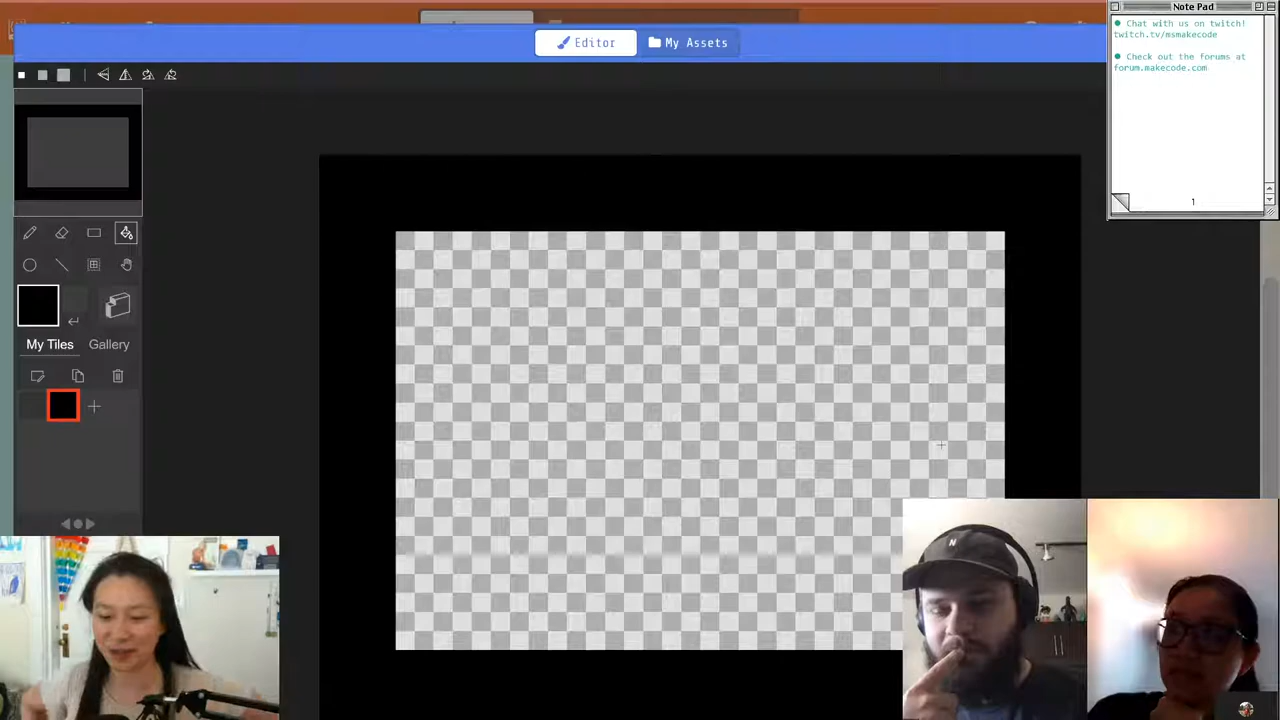 Note Pad
Chat with us on twitch!
twitch.tv/msmakecode
Check out the forums at
forum.makecode.com
1
Editor
My Assets
My Tiles
Gallery
N